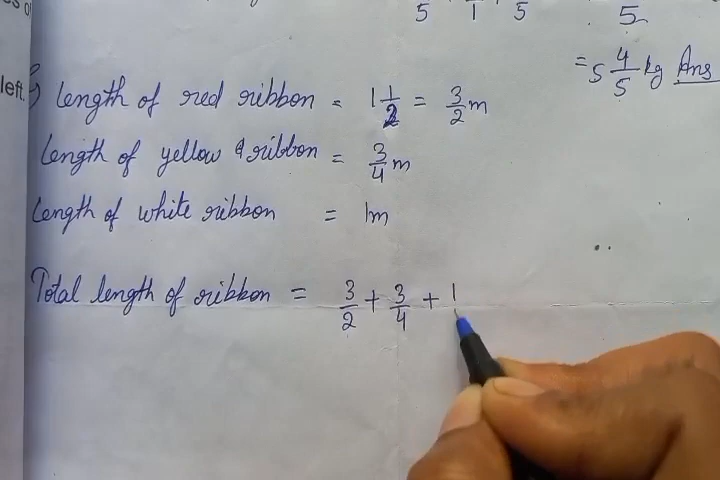 5 1 5 5
= 5 4/5 kg Ans
left.
length of red ribbon = 1 1/2 = 3/2 m
length of yellow ribbon = 3/4 m
length of white ribbon = 1m
Total length of ribbon = 3/2 + 3/4 + 1